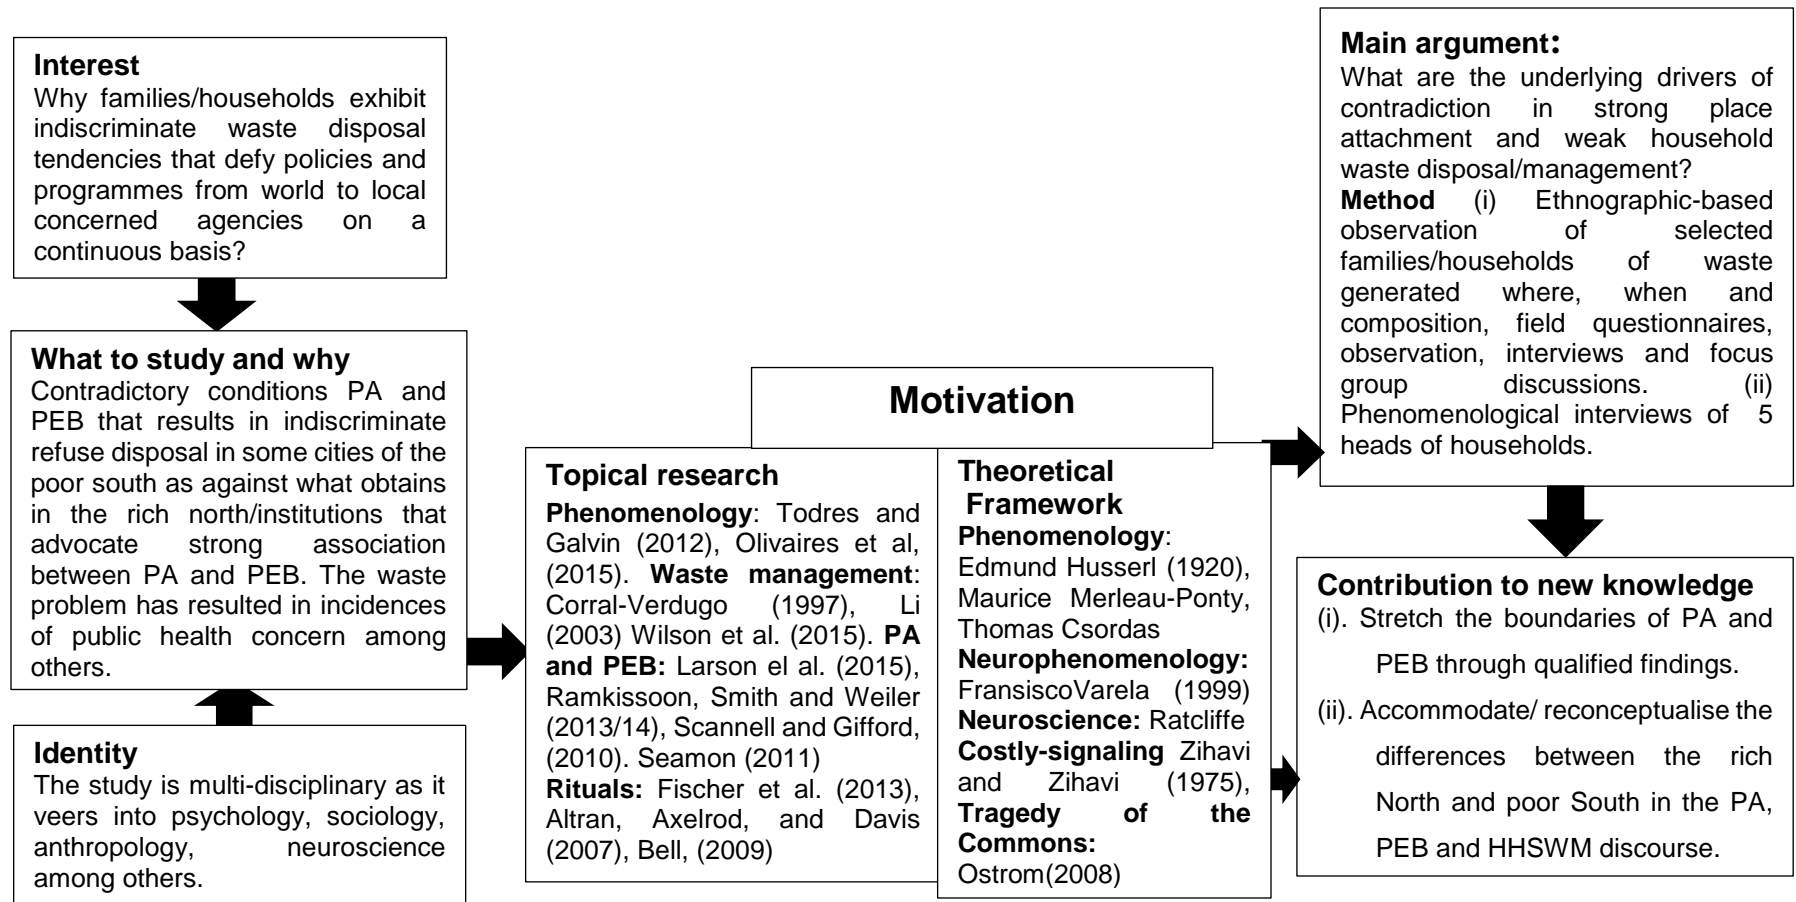 Interest
Why families/households exhibit
indiscriminate waste disposal
tendencies that defy policies and
programmes from world to local
concerned agencies on a
continuous basis?
What to study and why
Contradictory conditions PA and
PEB that results in indiscriminate
refuse disposal in some cities of the
poor south as against what obtains
in the rich north/institutions that
advocate strong association
between PA and PEB. The waste
problem has resulted in incidences
of public health concern among
others.
Identity
The study is multi-disciplinary as it
veers into psychology, sociology,
anthropology, neuroscience
among others.
Motivation
Topical research
Phenomenology: Todres and
Galvin (2012), Olivaires et al,
(2015). Waste management:
Corral-Verdugo (1997), Li
(2003) Wilson et al. (2015). PA
and PEB: Larson el al. (2015),
Ramkissoon, Smith and Weiler
(2013/14), Scannell and Gifford,
(2010). Seamon (2011)
Rituals: Fischer et al. (2013),
Altran, Axelrod, and Davis
(2007), Bell, (2009)
Theoretical
Framework
Phenomenology:
Edmund Husserl (1920),
Maurice Merleau-Ponty,
Thomas Csordas
Neurophenomenology:
FransiscoVarela (1999)
Neuroscience: Ratcliffe
Costly-signaling Zihavi
and Zihavi (1975),
Tragedy of the
Commons:
Ostrom(2008)
Main argument:
What are the underlying drivers of
contradiction in strong place
attachment and weak household
waste disposal/management?
Method (i) Ethnographic-based
observation of selected
families/households of waste
generated where, when and
composition, field questionnaires,
observation, interviews and focus
group discussions. (ii)
Phenomenological interviews of 5
heads of households.
Contribution to new knowledge
(i). Stretch the boundaries of PA and
PEB through qualified findings.
(ii). Accommodate/ reconceptualise the
differences between the rich
North and poor South in the PA,
PEB and HHSWM discourse.